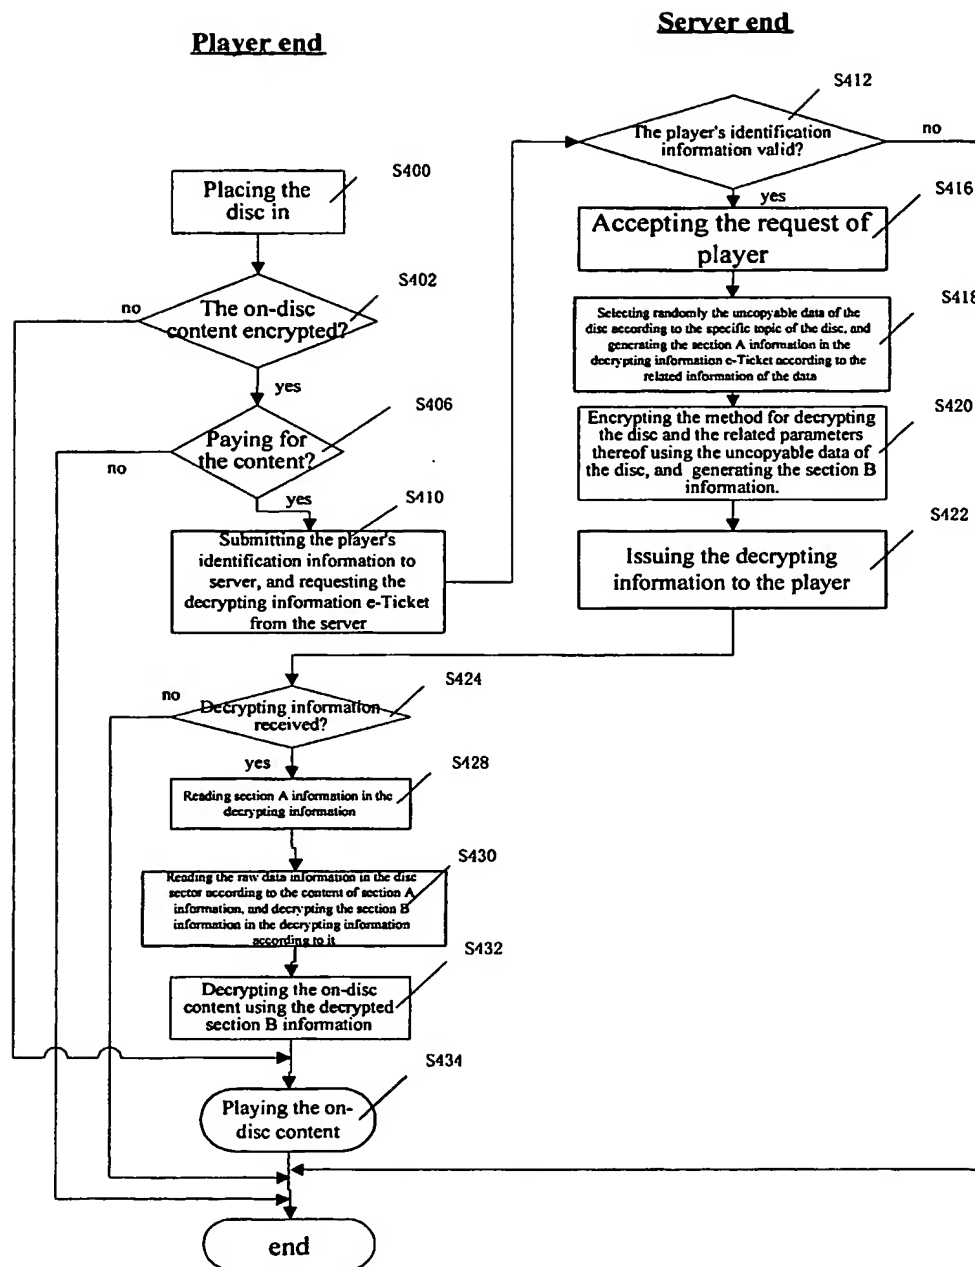 Player end
Server end
S412
The player's identification
information valid?
no
yes
S400
Placing the
disc in
S416
Accepting the request of
player
S402
no
The on-disc
content encrypted?
yes
S418
Selecting randomly the uncopyable data of the
disc according to the specific topic of the disc, and
generating the section A information in the
decrypting information e-Ticket according to the
related information of the data
S406
Paying for
the content?
no
yes
S420
Encrypting the method for decrypting
the disc and the related parameters
thereof using the uncopyable data of
the disc, and generating the section B
information.
S410
Submitting the player's
identification information to
server, and requesting the
decrypting information e-Ticket
from the server
S422
Issuing the decrypting
information to the player
S424
no
Decrypting information
received?
yes
S428
Reading section A information in the
decrypting information
S430
Reading the raw data information in the disc
sector according to the content of section A
information, and decrypting the section B
information in the decrypting information
according to it
S432
Decrypting the on-disc
content using the decrypted
section B information
S434
Playing the on-
disc content
end